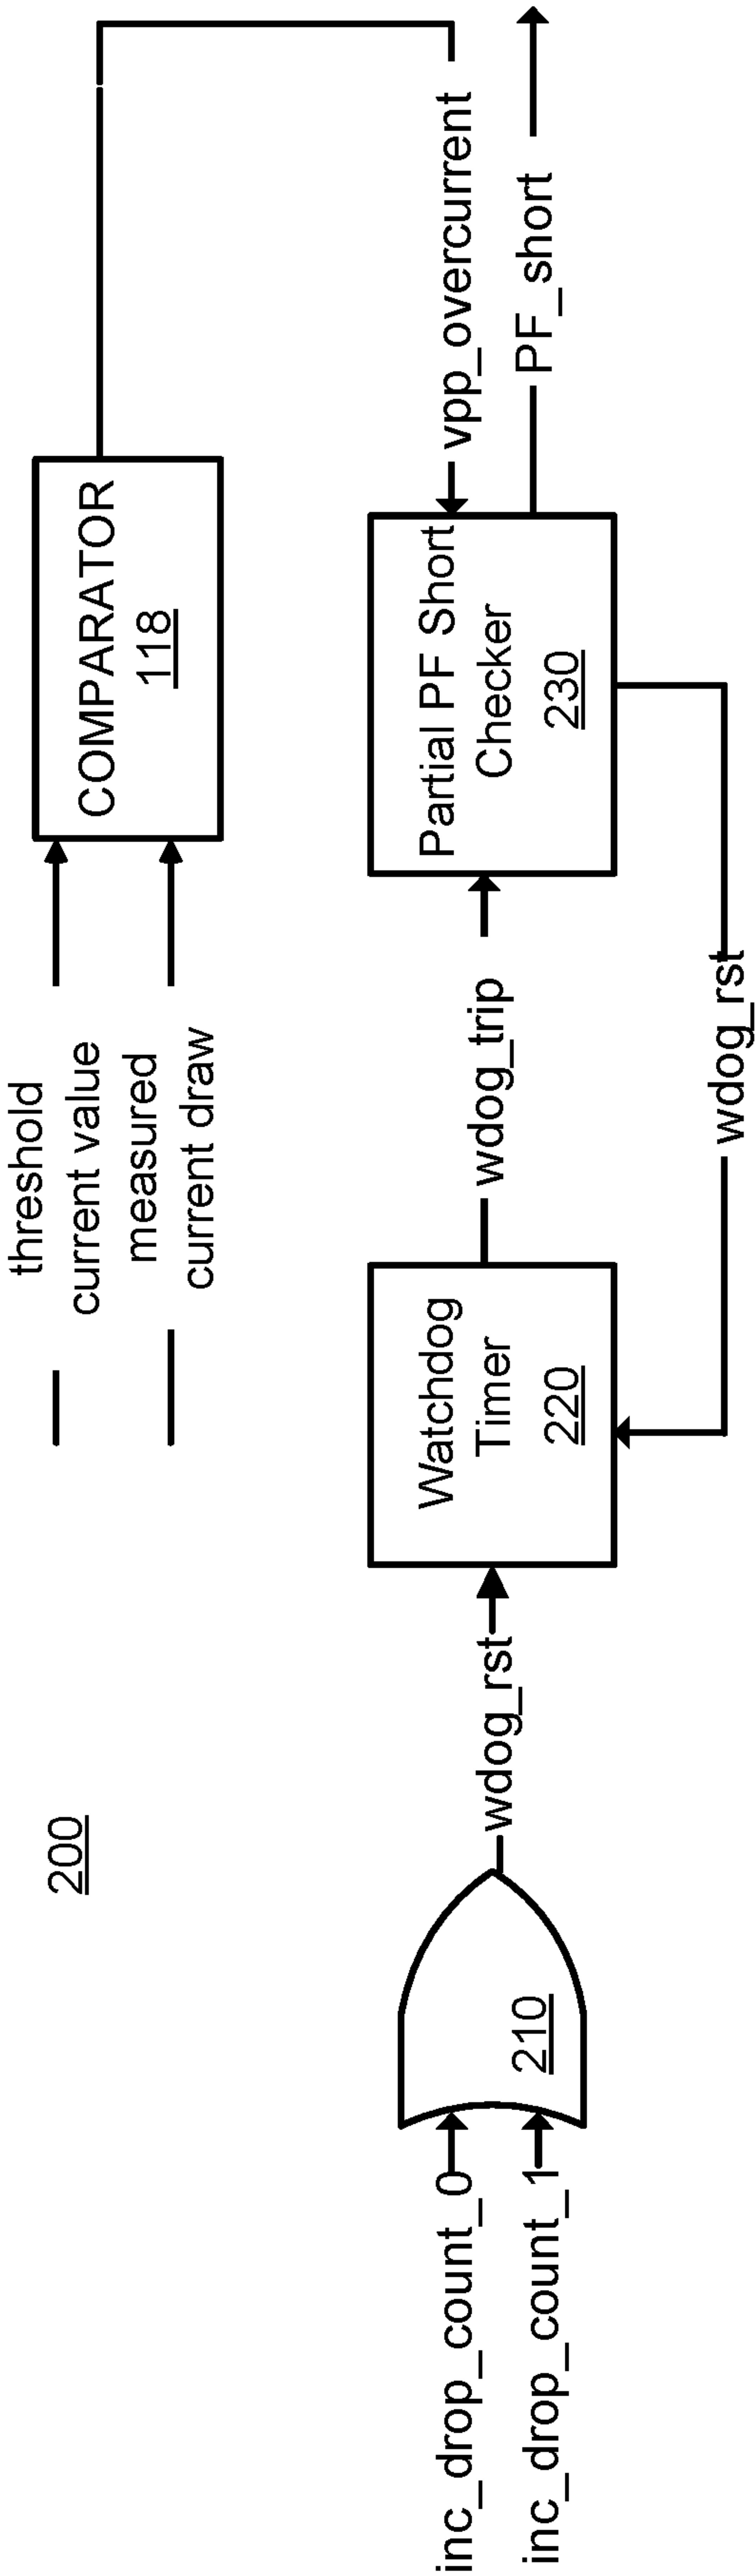 200
threshold
current value
measured
current draw
COMPARATOR
118
inc_drop_count_0
inc_drop_count_1
210
wdog_rst
Watchdog
Timer
220
wdog_trip
Partial PF Short
Checker
230
vpp_overcurrent
PF_short
wdog_rst